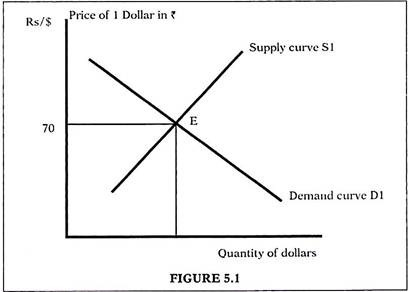 Rs/$ Price of 1 Dollar in ₹
Supply curve S1
70
E
Demand curve D1
Quantity of dollars
FIGURE 5.1